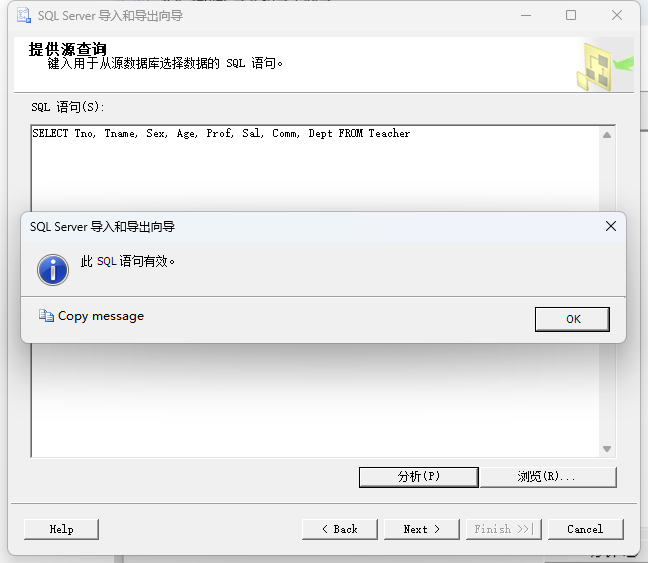 SQL Server 导入和导出向导
提供源查询
键入用于从源数据库选择数据的 SQL 语句。
SQL 语句(S):
SELECT Tno, Tname, Sex, Age, Prof, Sal, Comm, Dept FROM Teacher
SQL Server 导入和导出向导
此 SQL 语句有效。
Copy message
OK
分析(P)
浏览(R)...
Help
< Back
Next >
Finish >>|
Cancel